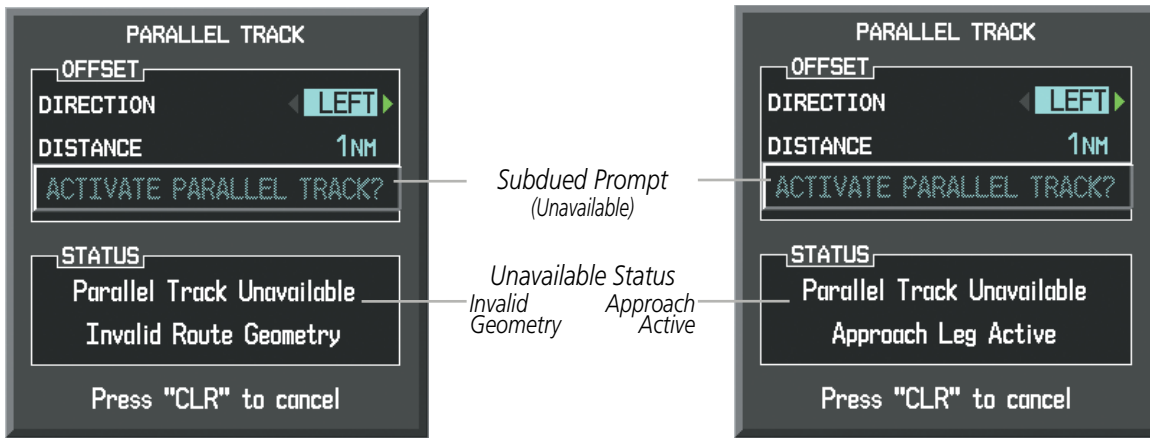 PARALLEL TRACK
OFFSET
DIRECTION LEFT
DISTANCE 1NM
ACTIVATE PARALLEL TRACK?
STATUS
Parallel Track Unavailable
Invalid Route Geometry
Press "CLR" to cancel
Subdued Prompt
(Unavailable)
Unavailable Status
Invalid Geometry
Approach Active
PARALLEL TRACK
OFFSET
DIRECTION LEFT
DISTANCE 1NM
ACTIVATE PARALLEL TRACK?
STATUS
Parallel Track Unavailable
Approach Leg Active
Press "CLR" to cancel